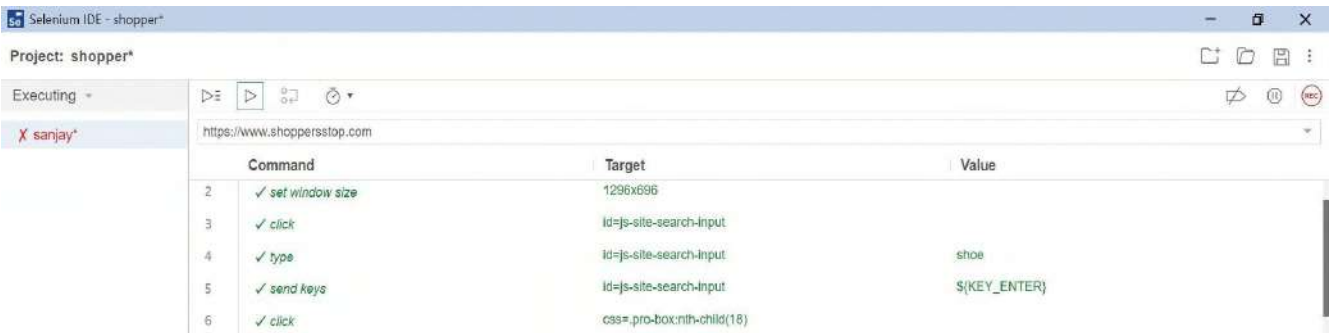 Selenium IDE - shopper*
Project: shopper*
Executing
REC
X sanjay*
https://www.shoppersstop.com
Command Target Value
2 ✓ set window size 1296x696
3 ✓ click id=js-site-search-input
4 ✓ type id=js-site-search-input shoe
5 ✓ send keys id=js-site-search-input ${KEY_ENTER}
6 ✓ click css=.pro-box:nth-child(18)